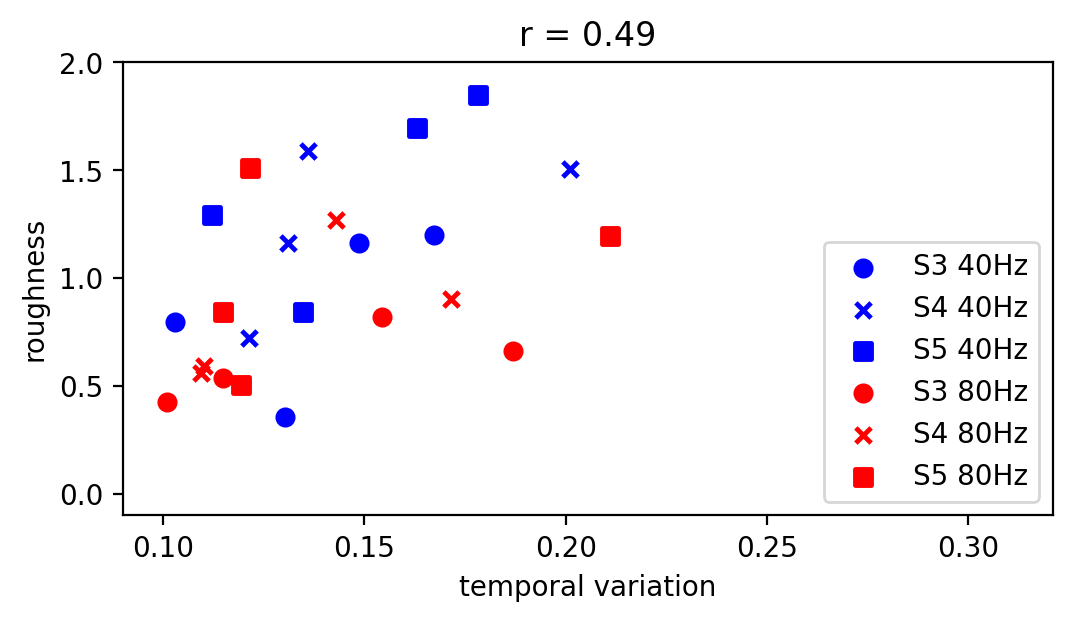 r = 0.49
2.0
1.5
1.0
0.5
0.0
roughness
0.10 0.15 0.20 0.25 0.30
temporal variation
S3 40Hz
S4 40Hz
S5 40Hz
S3 80Hz
S4 80Hz
S5 80Hz